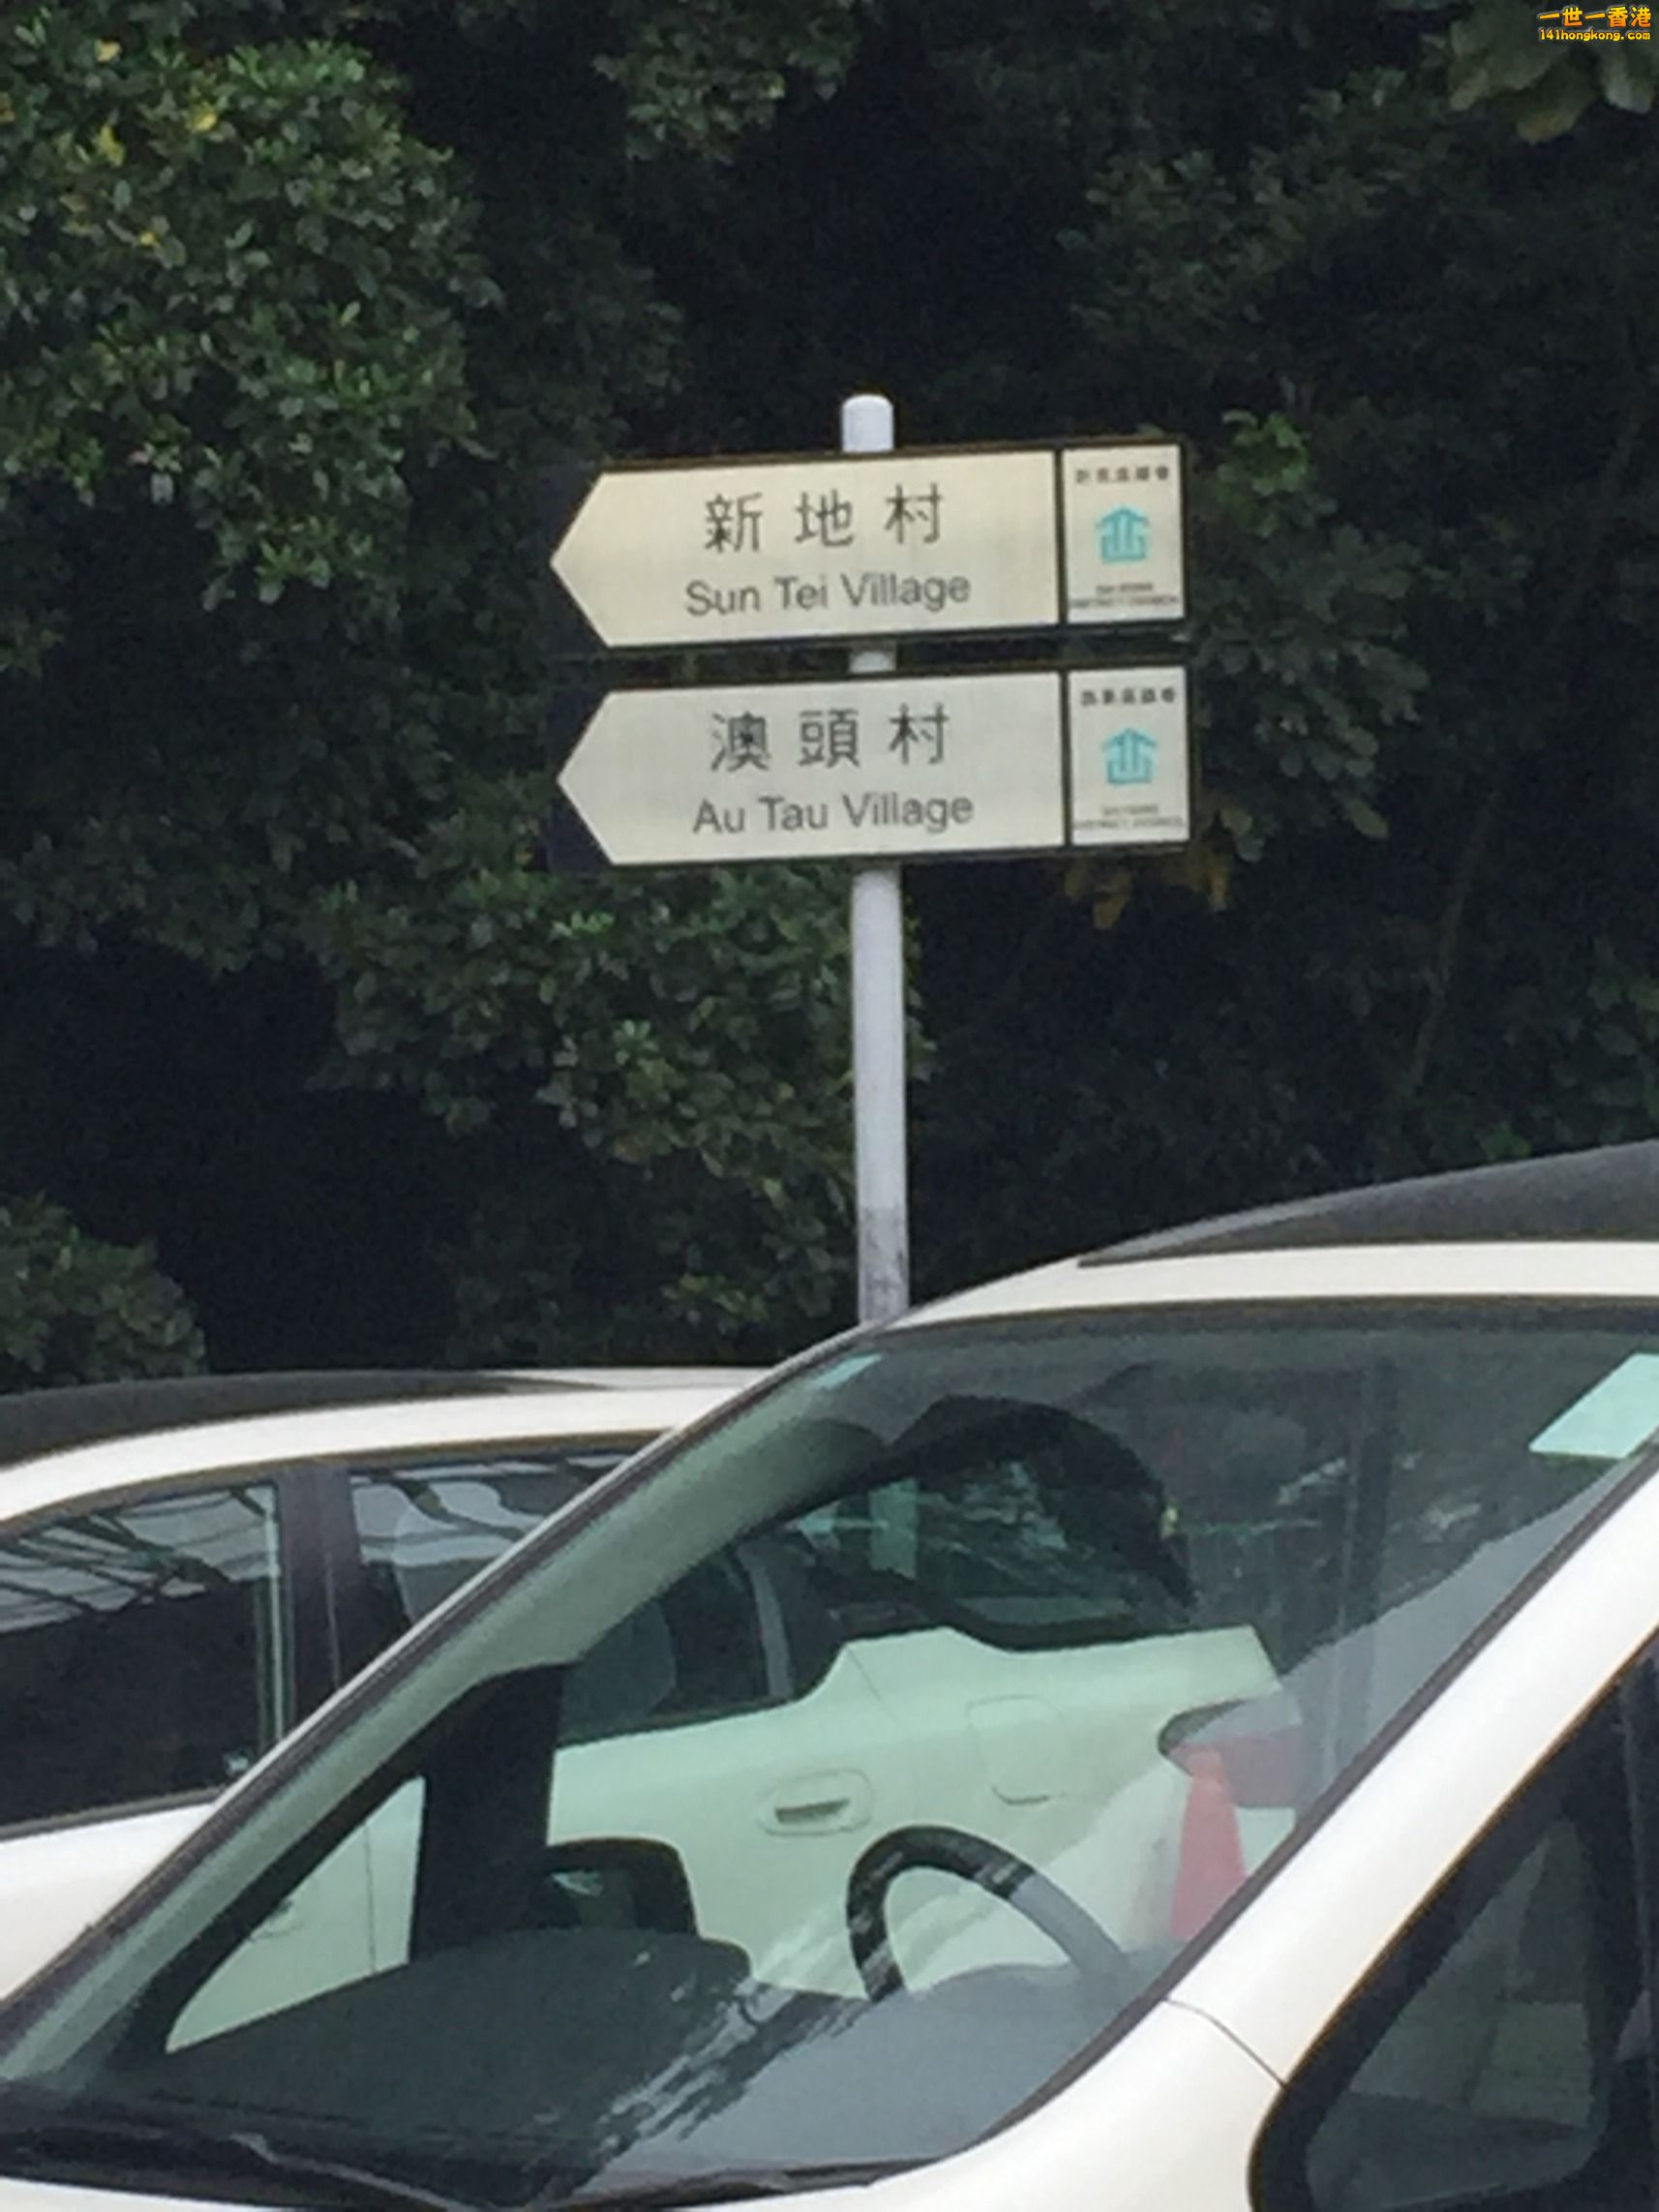 一世一香港
141hongkong.com
新地村
Sun Tei Village
澳頭村
Au Tau Village